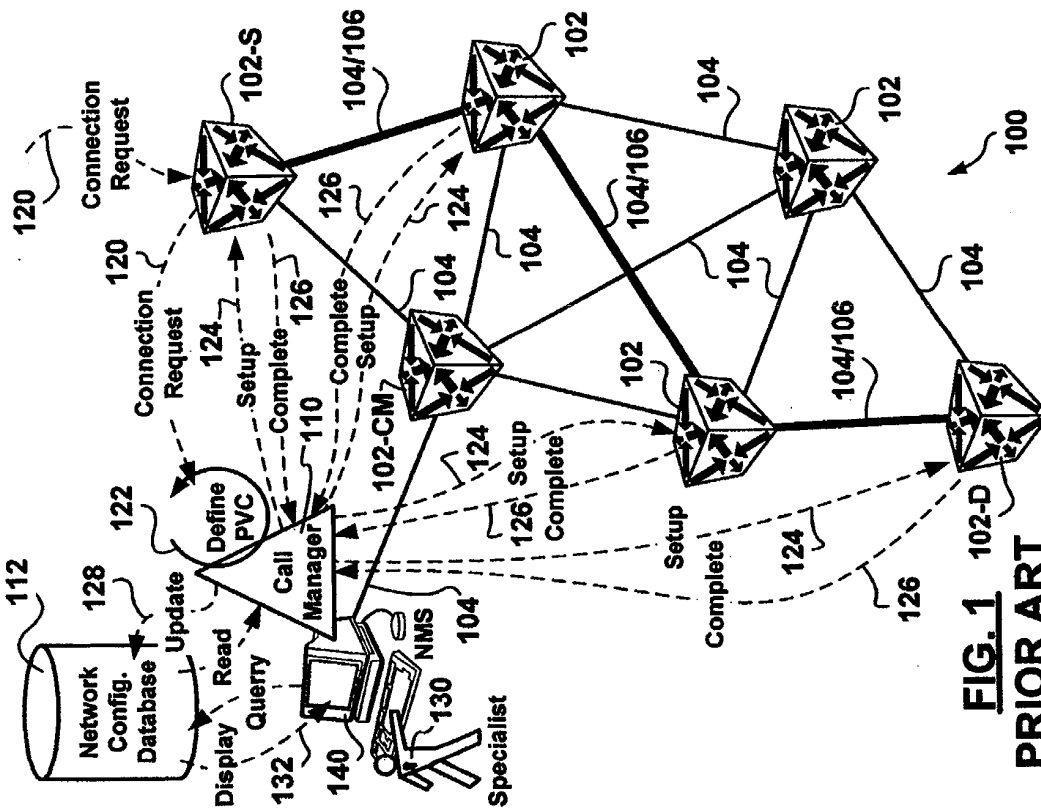 112
122
120
120
Network
Config.
Database
128
Update
Read
Querry
Display
132
Define
PVC
Call
Manager
110
Connection
Request
Connection
Request
124
Setup
Complete
126
102-S
140
NMS
130
Specialist
104
102-CM
104
Complete
Setup
126
124
104/106
102
104
124
Setup
126
Complete
102
104/106
104
104
102
Setup
Complete
124
126
104/106
104
102-D
100
FIG. 1
PRIOR ART